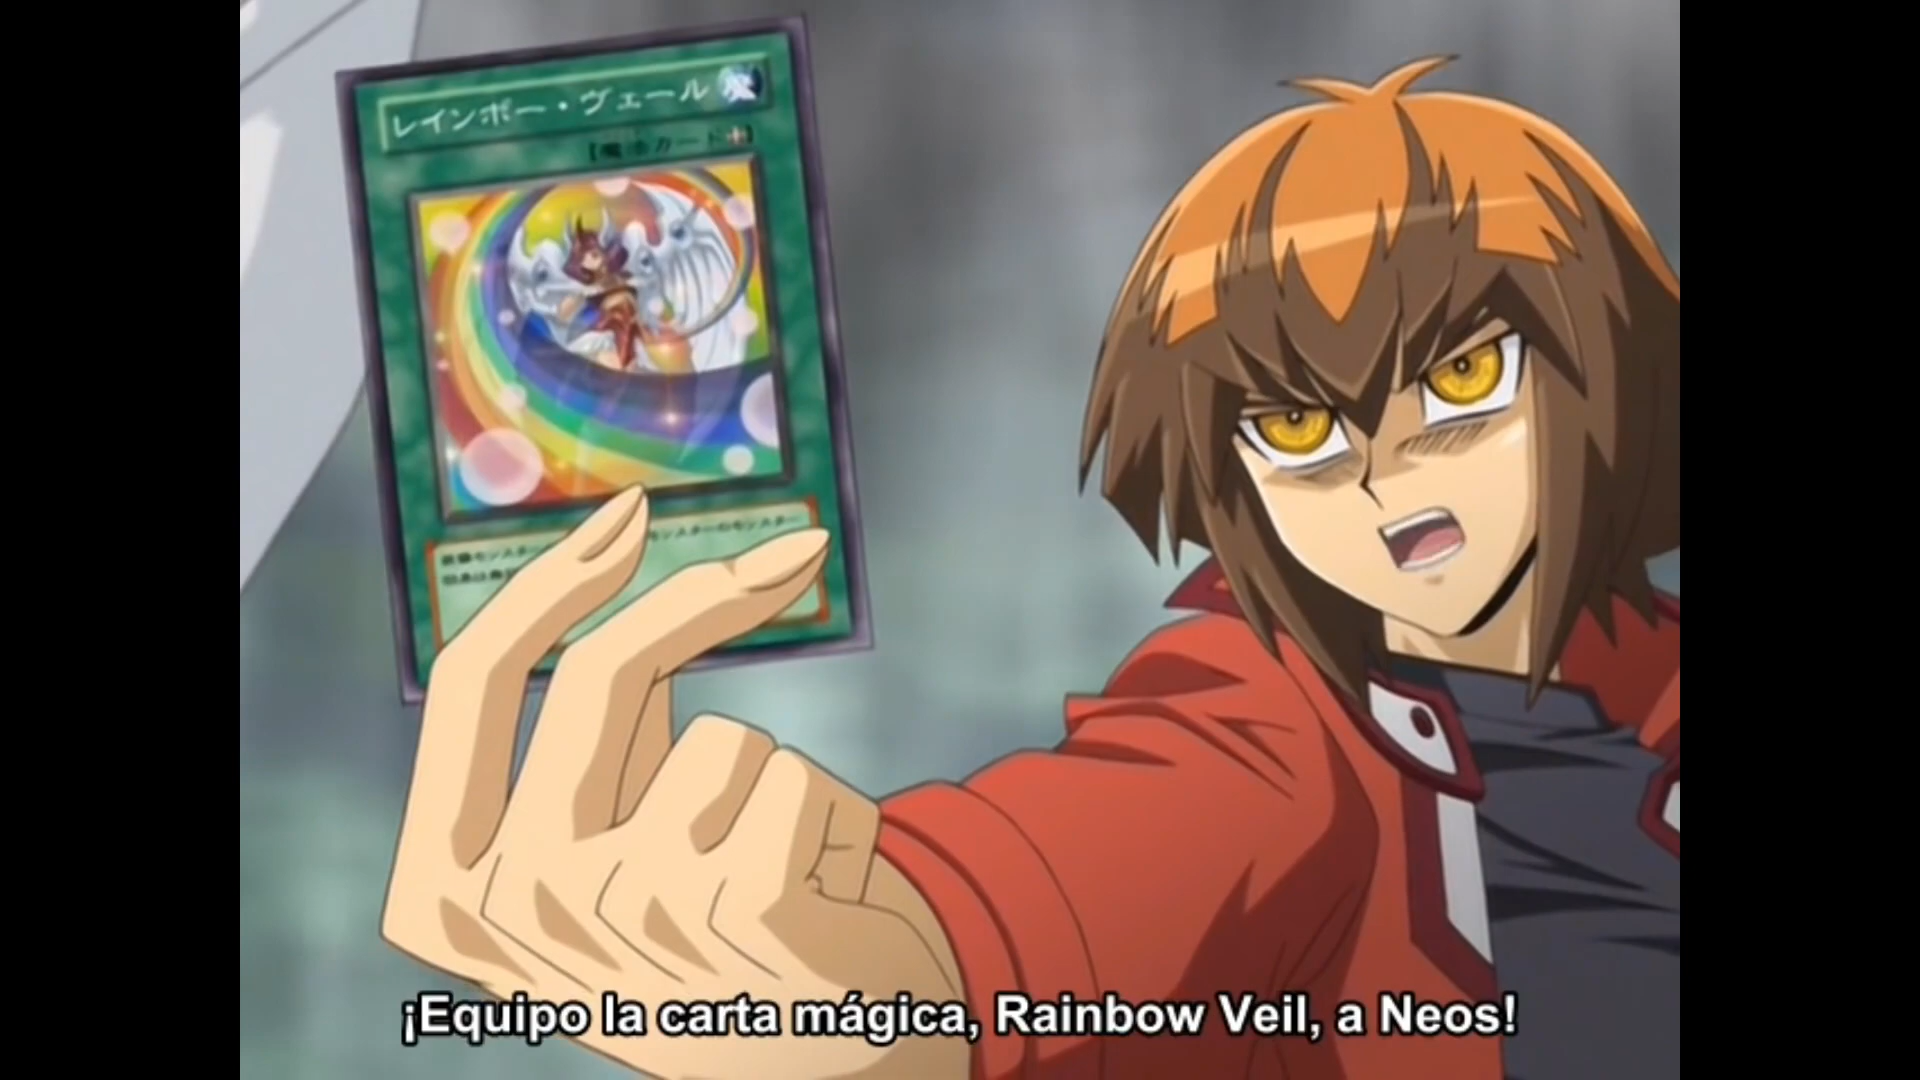 レインボー・ヴェール
【魔法カード
¡Equipo la carta mágica, Rainbow Veil, a Neos!